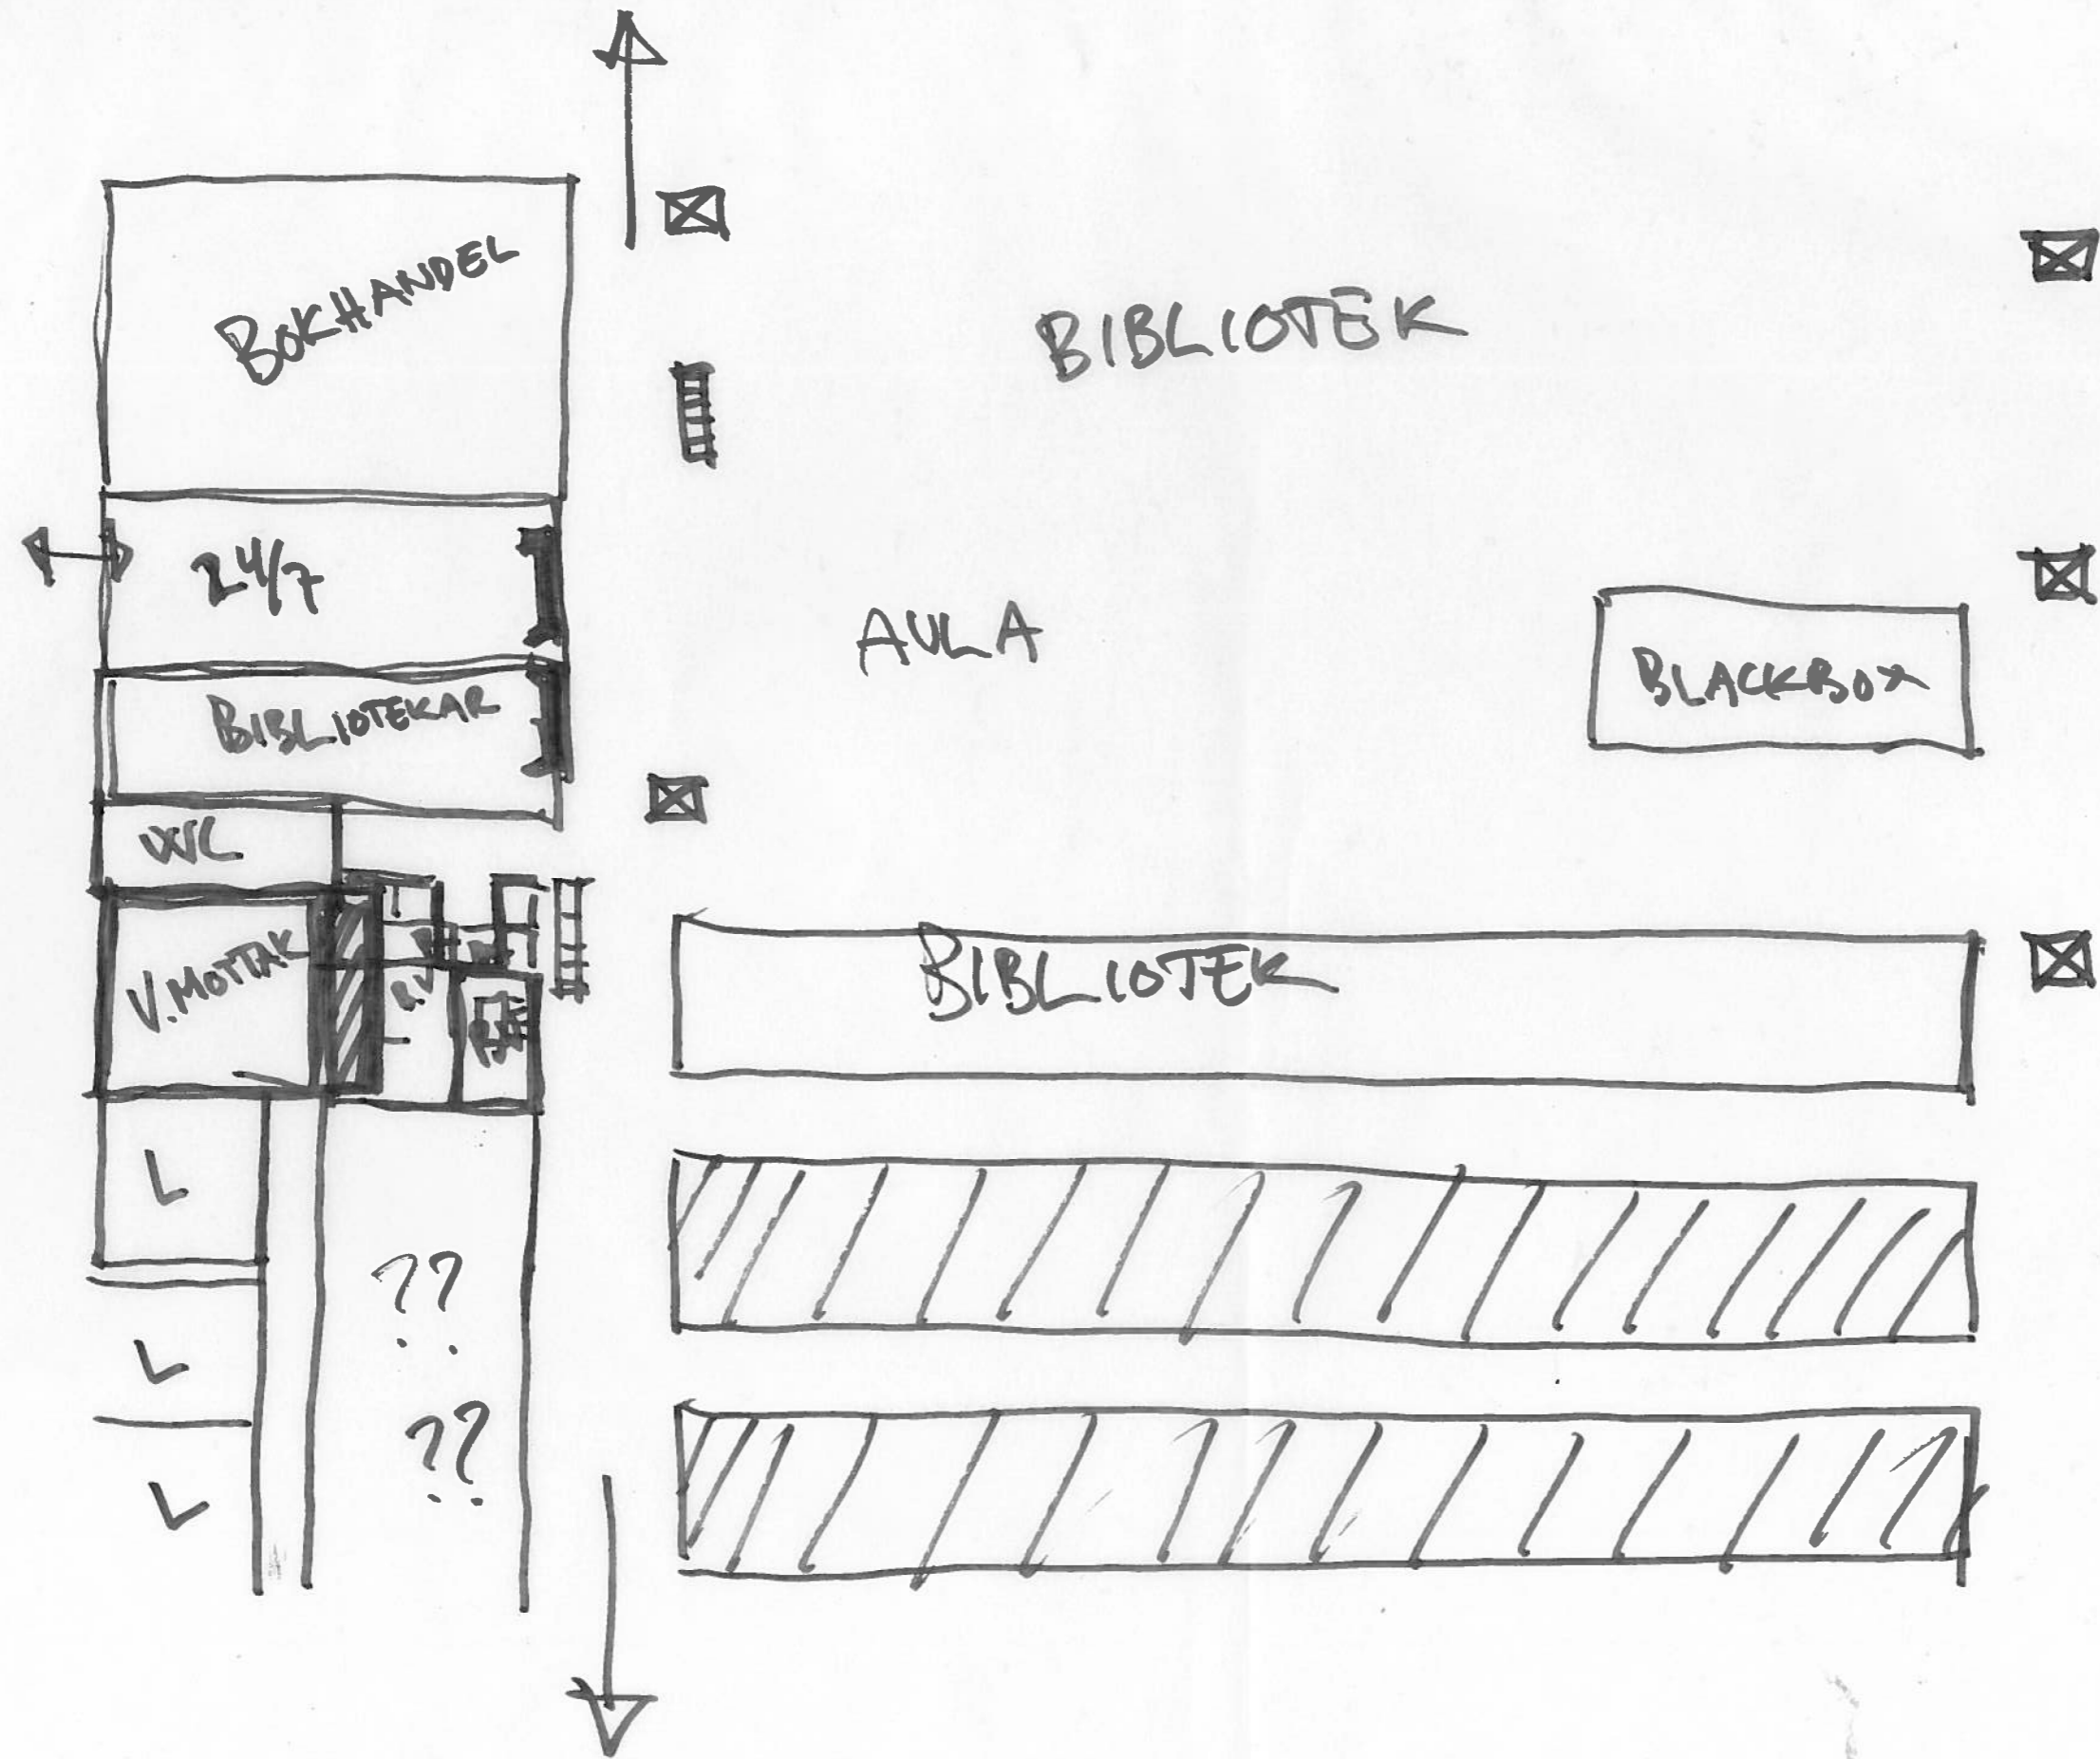 BOKHANDEL
BIBLIOTEK
24/7
AULA
BLACKBOX
BIBLIOTEKAR
WC
V. MOTTAK
BIBLIOTEK
L
??
L
??
L